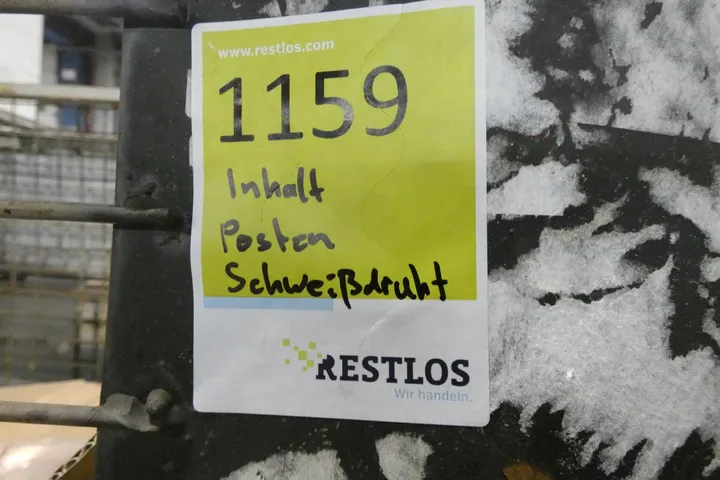 www.restlos.com
1159
Inhalt
Posten
Schweißdraht
RESTLOS
Wir handeln.